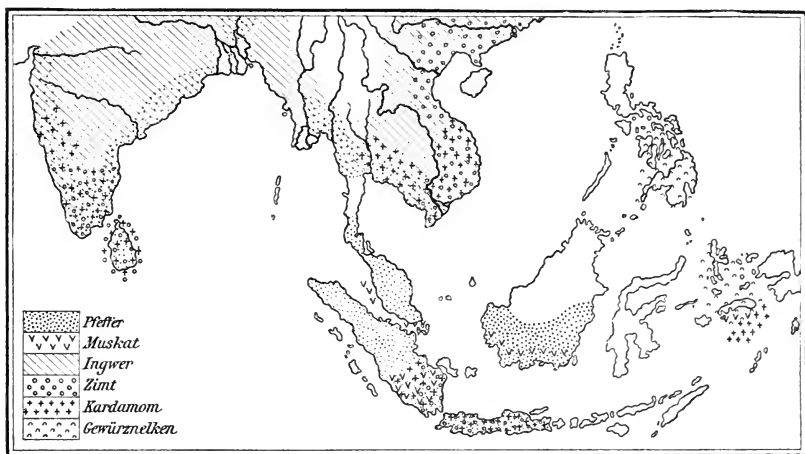 Pfeffer
Muskat
Ingwer
Zimt
Kardamom
Gewürznelken